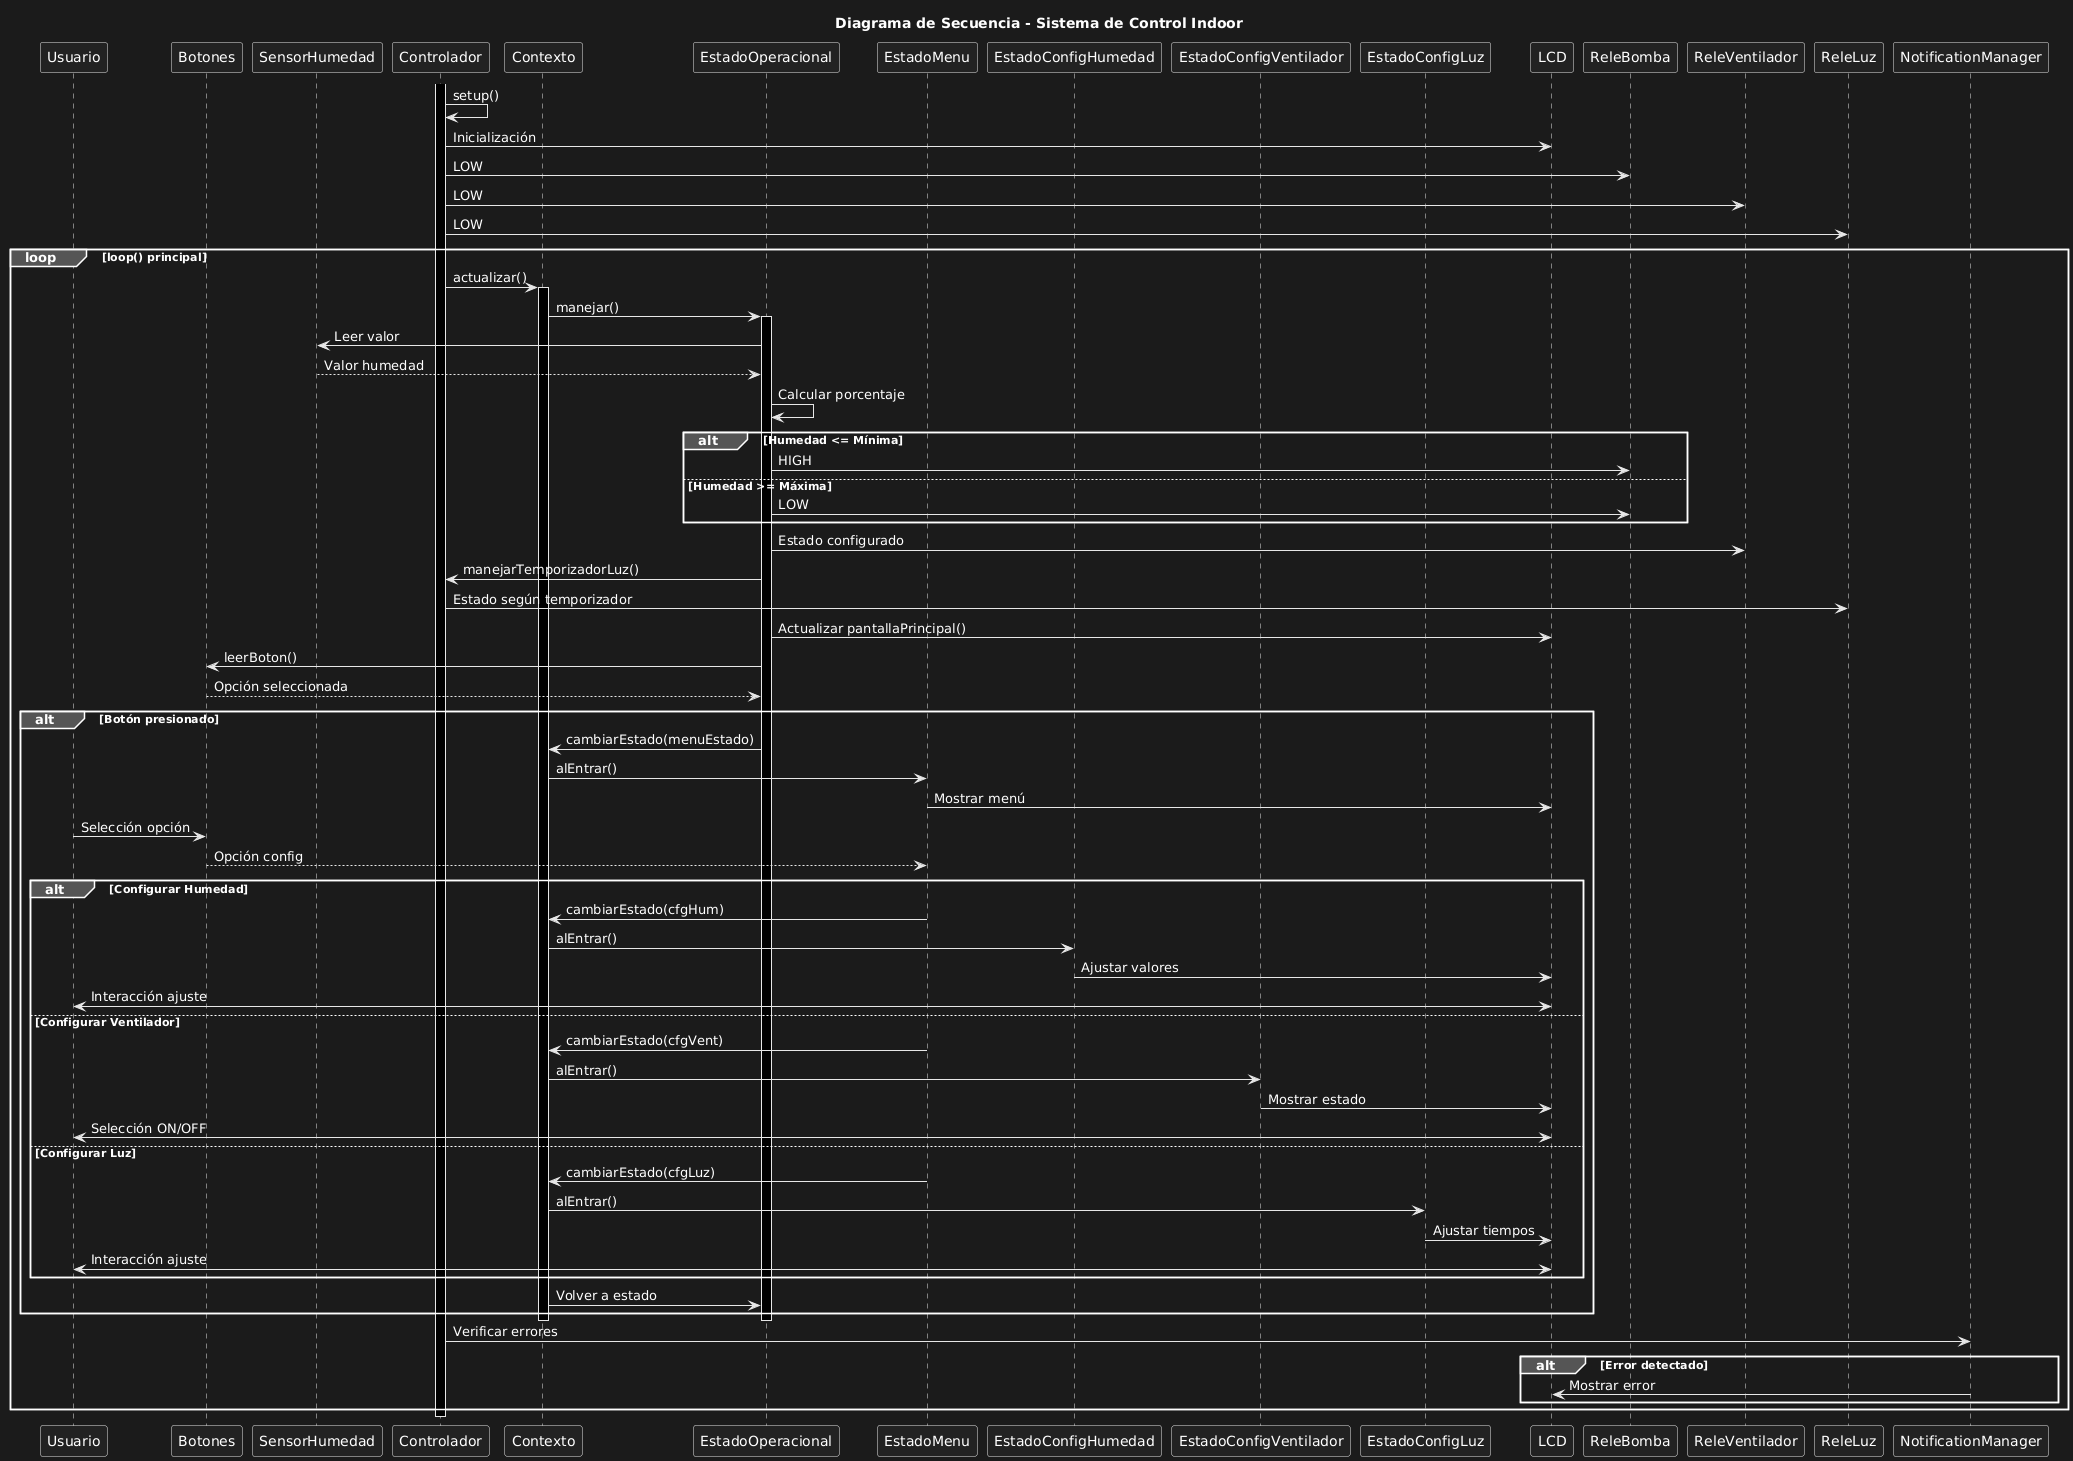 Diagrama de Secuencia - Sistema de Control Indoor
Usuario Botones SensorHumedad Controlador Contexto EstadoOperacional EstadoMenu EstadoConfigHumedad EstadoConfigVentilador EstadoConfigLuz LCD ReleBomba ReleVentilador ReleLuz NotificationManager
setup()
Inicialización
LOW
LOW
LOW
loop [loop() principal]
actualizar()
manejar()
Leer valor
Valor humedad
Calcular porcentaje
alt [Humedad <= Mínima]
HIGH
[Humedad >= Máxima]
LOW
Estado configurado
manejarTemporizadorLuz()
Estado según temporizador
Actualizar pantallaPrincipal()
leerBoton()
Opción seleccionada
alt [Botón presionado]
cambiarEstado(menuEstado)
alEntrar()
Mostrar menú
Selección opción
Opción config
alt [Configurar Humedad]
cambiarEstado(cfgHum)
alEntrar()
Ajustar valores
Interacción ajuste
[Configurar Ventilador]
cambiarEstado(cfgVent)
alEntrar()
Mostrar estado
Selección ON/OFF
[Configurar Luz]
cambiarEstado(cfgLuz)
alEntrar()
Ajustar tiempos
Interacción ajuste
Volver a estado
Verificar errores
alt [Error detectado]
Mostrar error
Usuario Botones SensorHumedad Controlador Contexto EstadoOperacional EstadoMenu EstadoConfigHumedad EstadoConfigVentilador EstadoConfigLuz LCD ReleBomba ReleVentilador ReleLuz NotificationManager